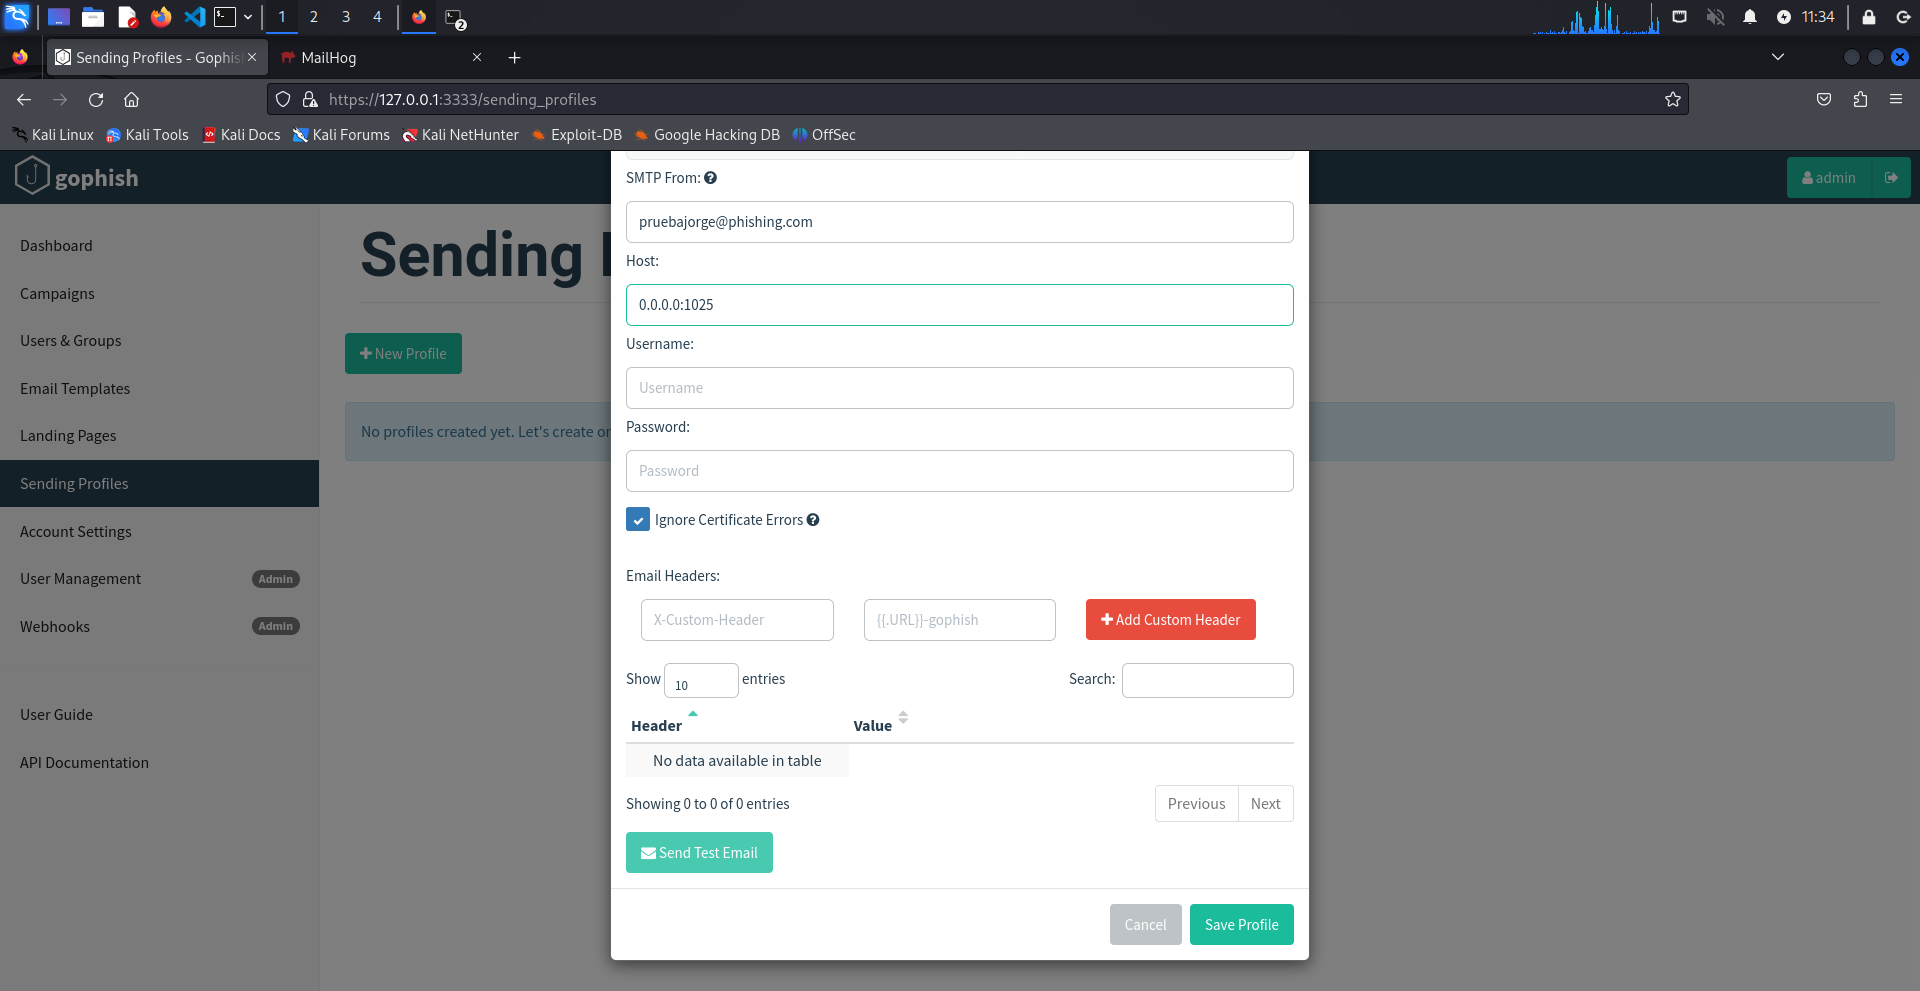 1 2 3 4 2 11:34
Sending Profiles - Gophis MailHog
https://127.0.0.1:3333/sending_profiles
Kali Linux Kali Tools Kali Docs Kali Forums Kali NetHunter Exploit-DB Google Hacking DB OffSec
gophish
admin
Dashboard
Campaigns
Users & Groups
Email Templates
Landing Pages
Sending Profiles
Account Settings
User Management Admin
Webhooks Admin
User Guide
API Documentation
Sending
New Profile
No profiles created yet. Let's create
SMTP From:
pruebajorge@phishing.com
Host:
0.0.0.0:1025
Username:
Username
Password:
Password
Ignore Certificate Errors
Email Headers:
X-Custom-Header {{.URL}}-gophish Add Custom Header
Show 10 entries Search:
Header Value
No data available in table
Showing 0 to 0 of 0 entries Previous Next
Send Test Email
Cancel Save Profile